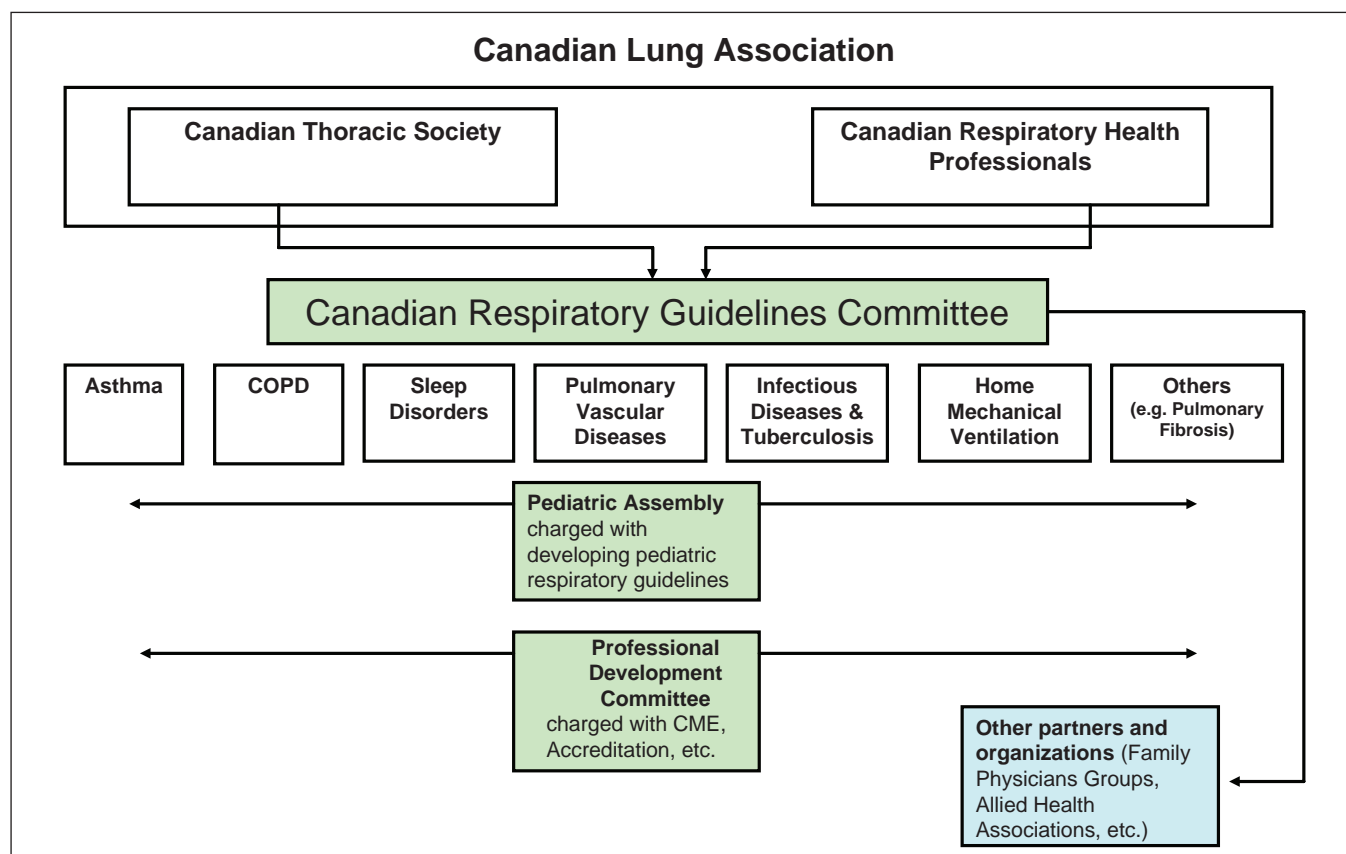 Canadian Lung Association
Canadian Thoracic Society
Canadian Respiratory Health
Professionals
Canadian Respiratory Guidelines Committee
Asthma
COPD
Sleep
Disorders
Pulmonary
Vascular
Diseases
Infectious
Diseases &
Tuberculosis
Home
Mechanical
Ventilation
Others
(e.g. Pulmonary
Fibrosis)
Pediatric Assembly
charged with
developing pediatric
respiratory guidelines
Professional
Development
Committee
charged with CME,
Accreditation, etc.
Other partners and
organizations (Family
Physicians Groups,
Allied Health
Associations, etc.)